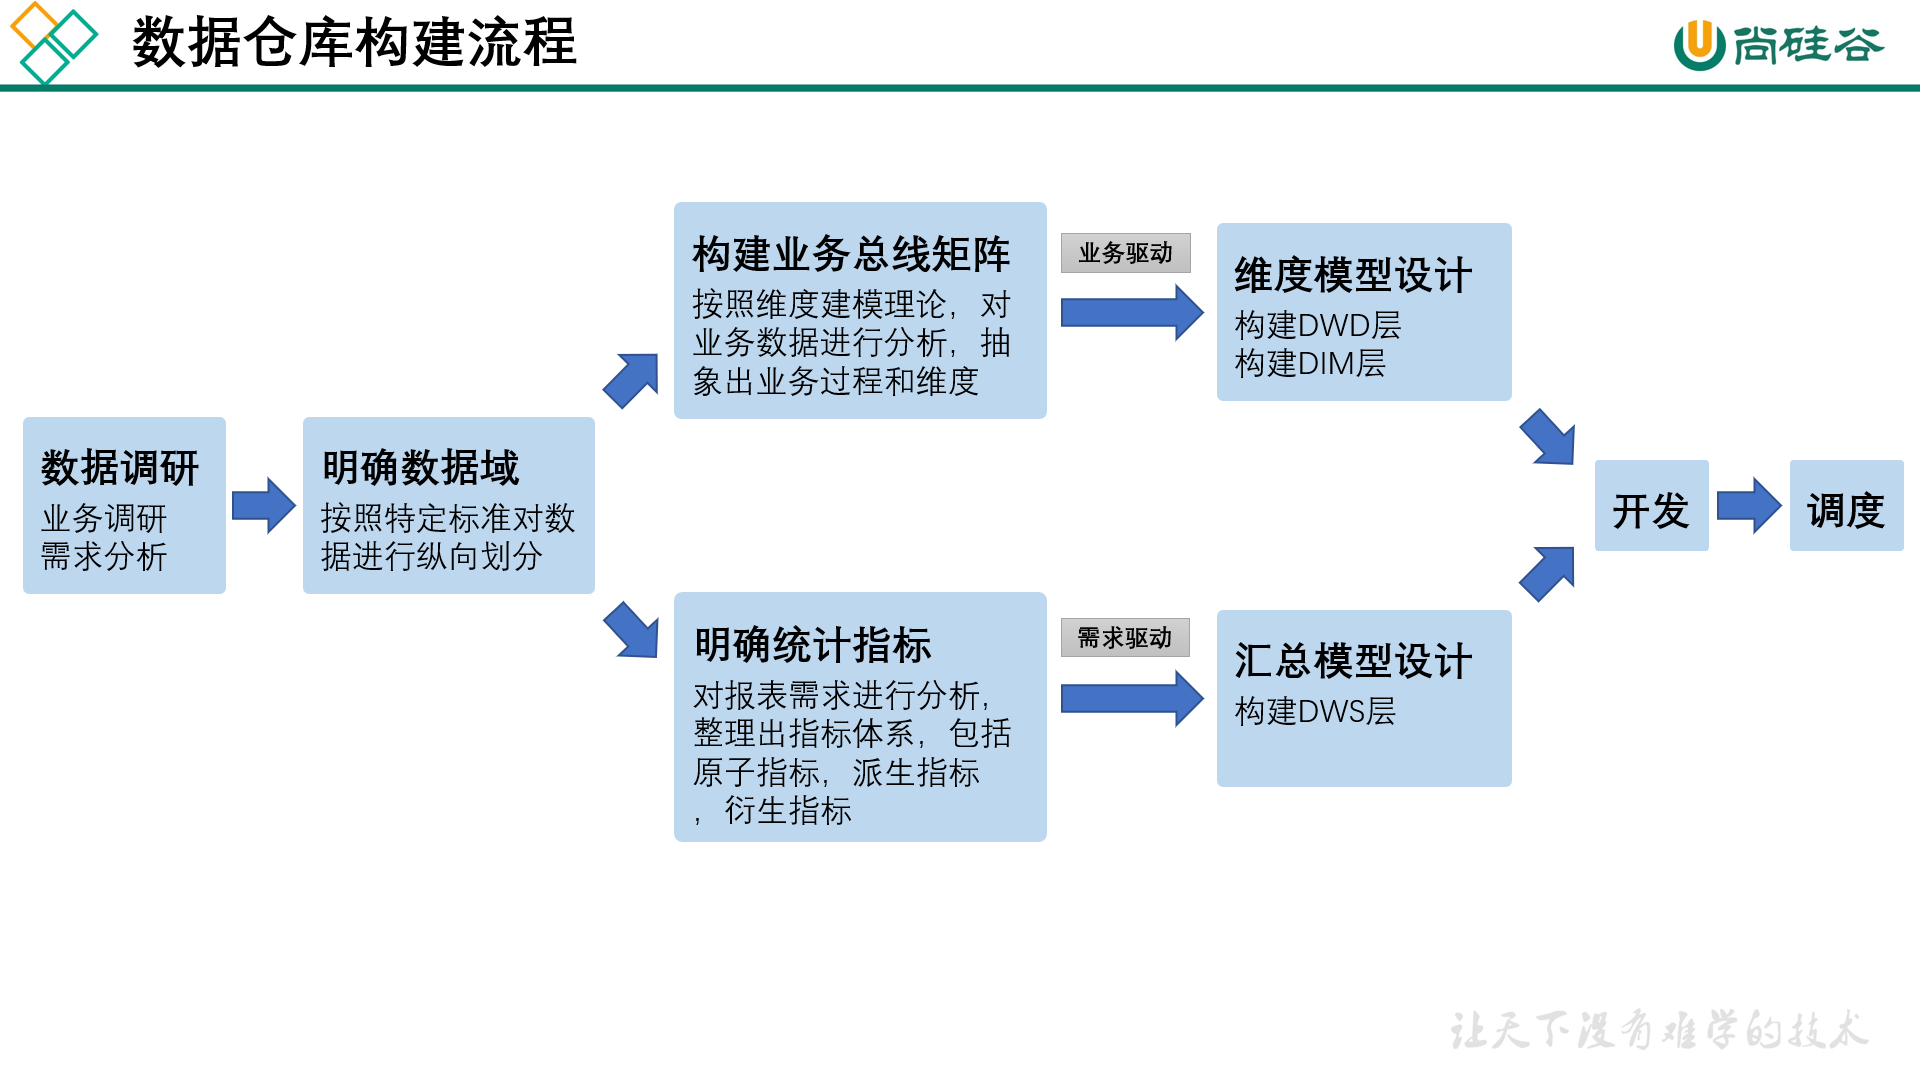 数据仓库构建流程
尚硅谷
数据调研
业务调研
需求分析
明确数据域
按照特定标准对数
据进行纵向划分
构建业务总线矩阵
按照维度建模理论，对
业务数据进行分析，抽
象出业务过程和维度
业务驱动
维度模型设计
构建DWD层
构建DIM层
明确统计指标
对报表需求进行分析，
整理出指标体系，包括
原子指标，派生指标
，衍生指标
需求驱动
汇总模型设计
构建DWS层
开发
调度
让天下没有难学的技术